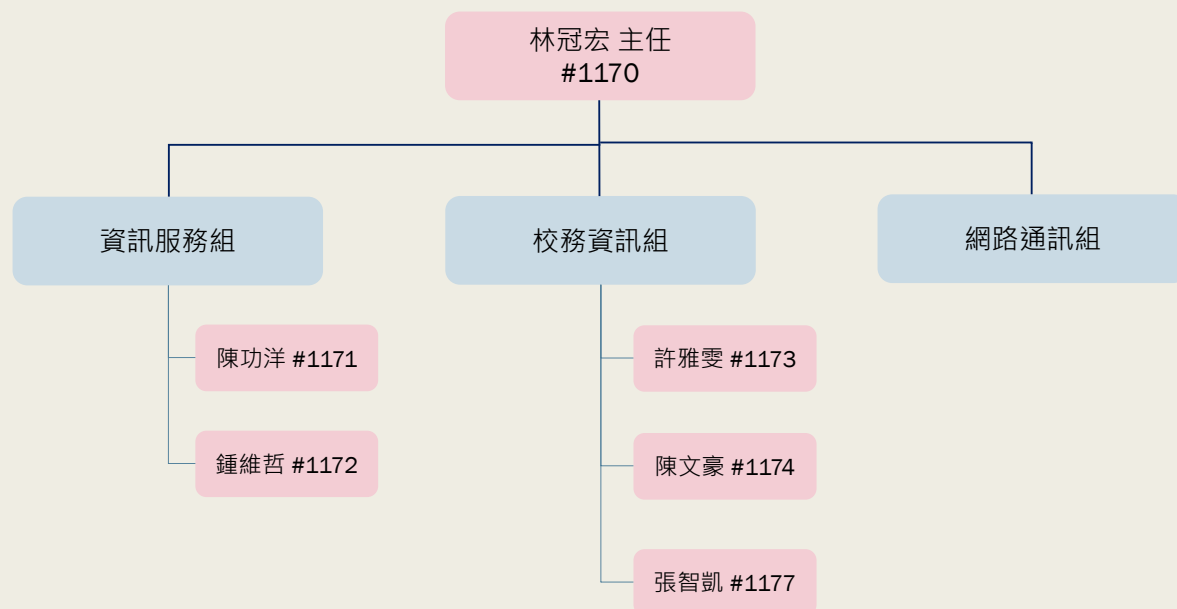 林冠宏 主任
#1170
資訊服務組
校務資訊組
網路通訊組
陳功洋 #1171
許雅雯 #1173
鍾維哲 #1172
陳文豪 #1174
張智凱 #1177